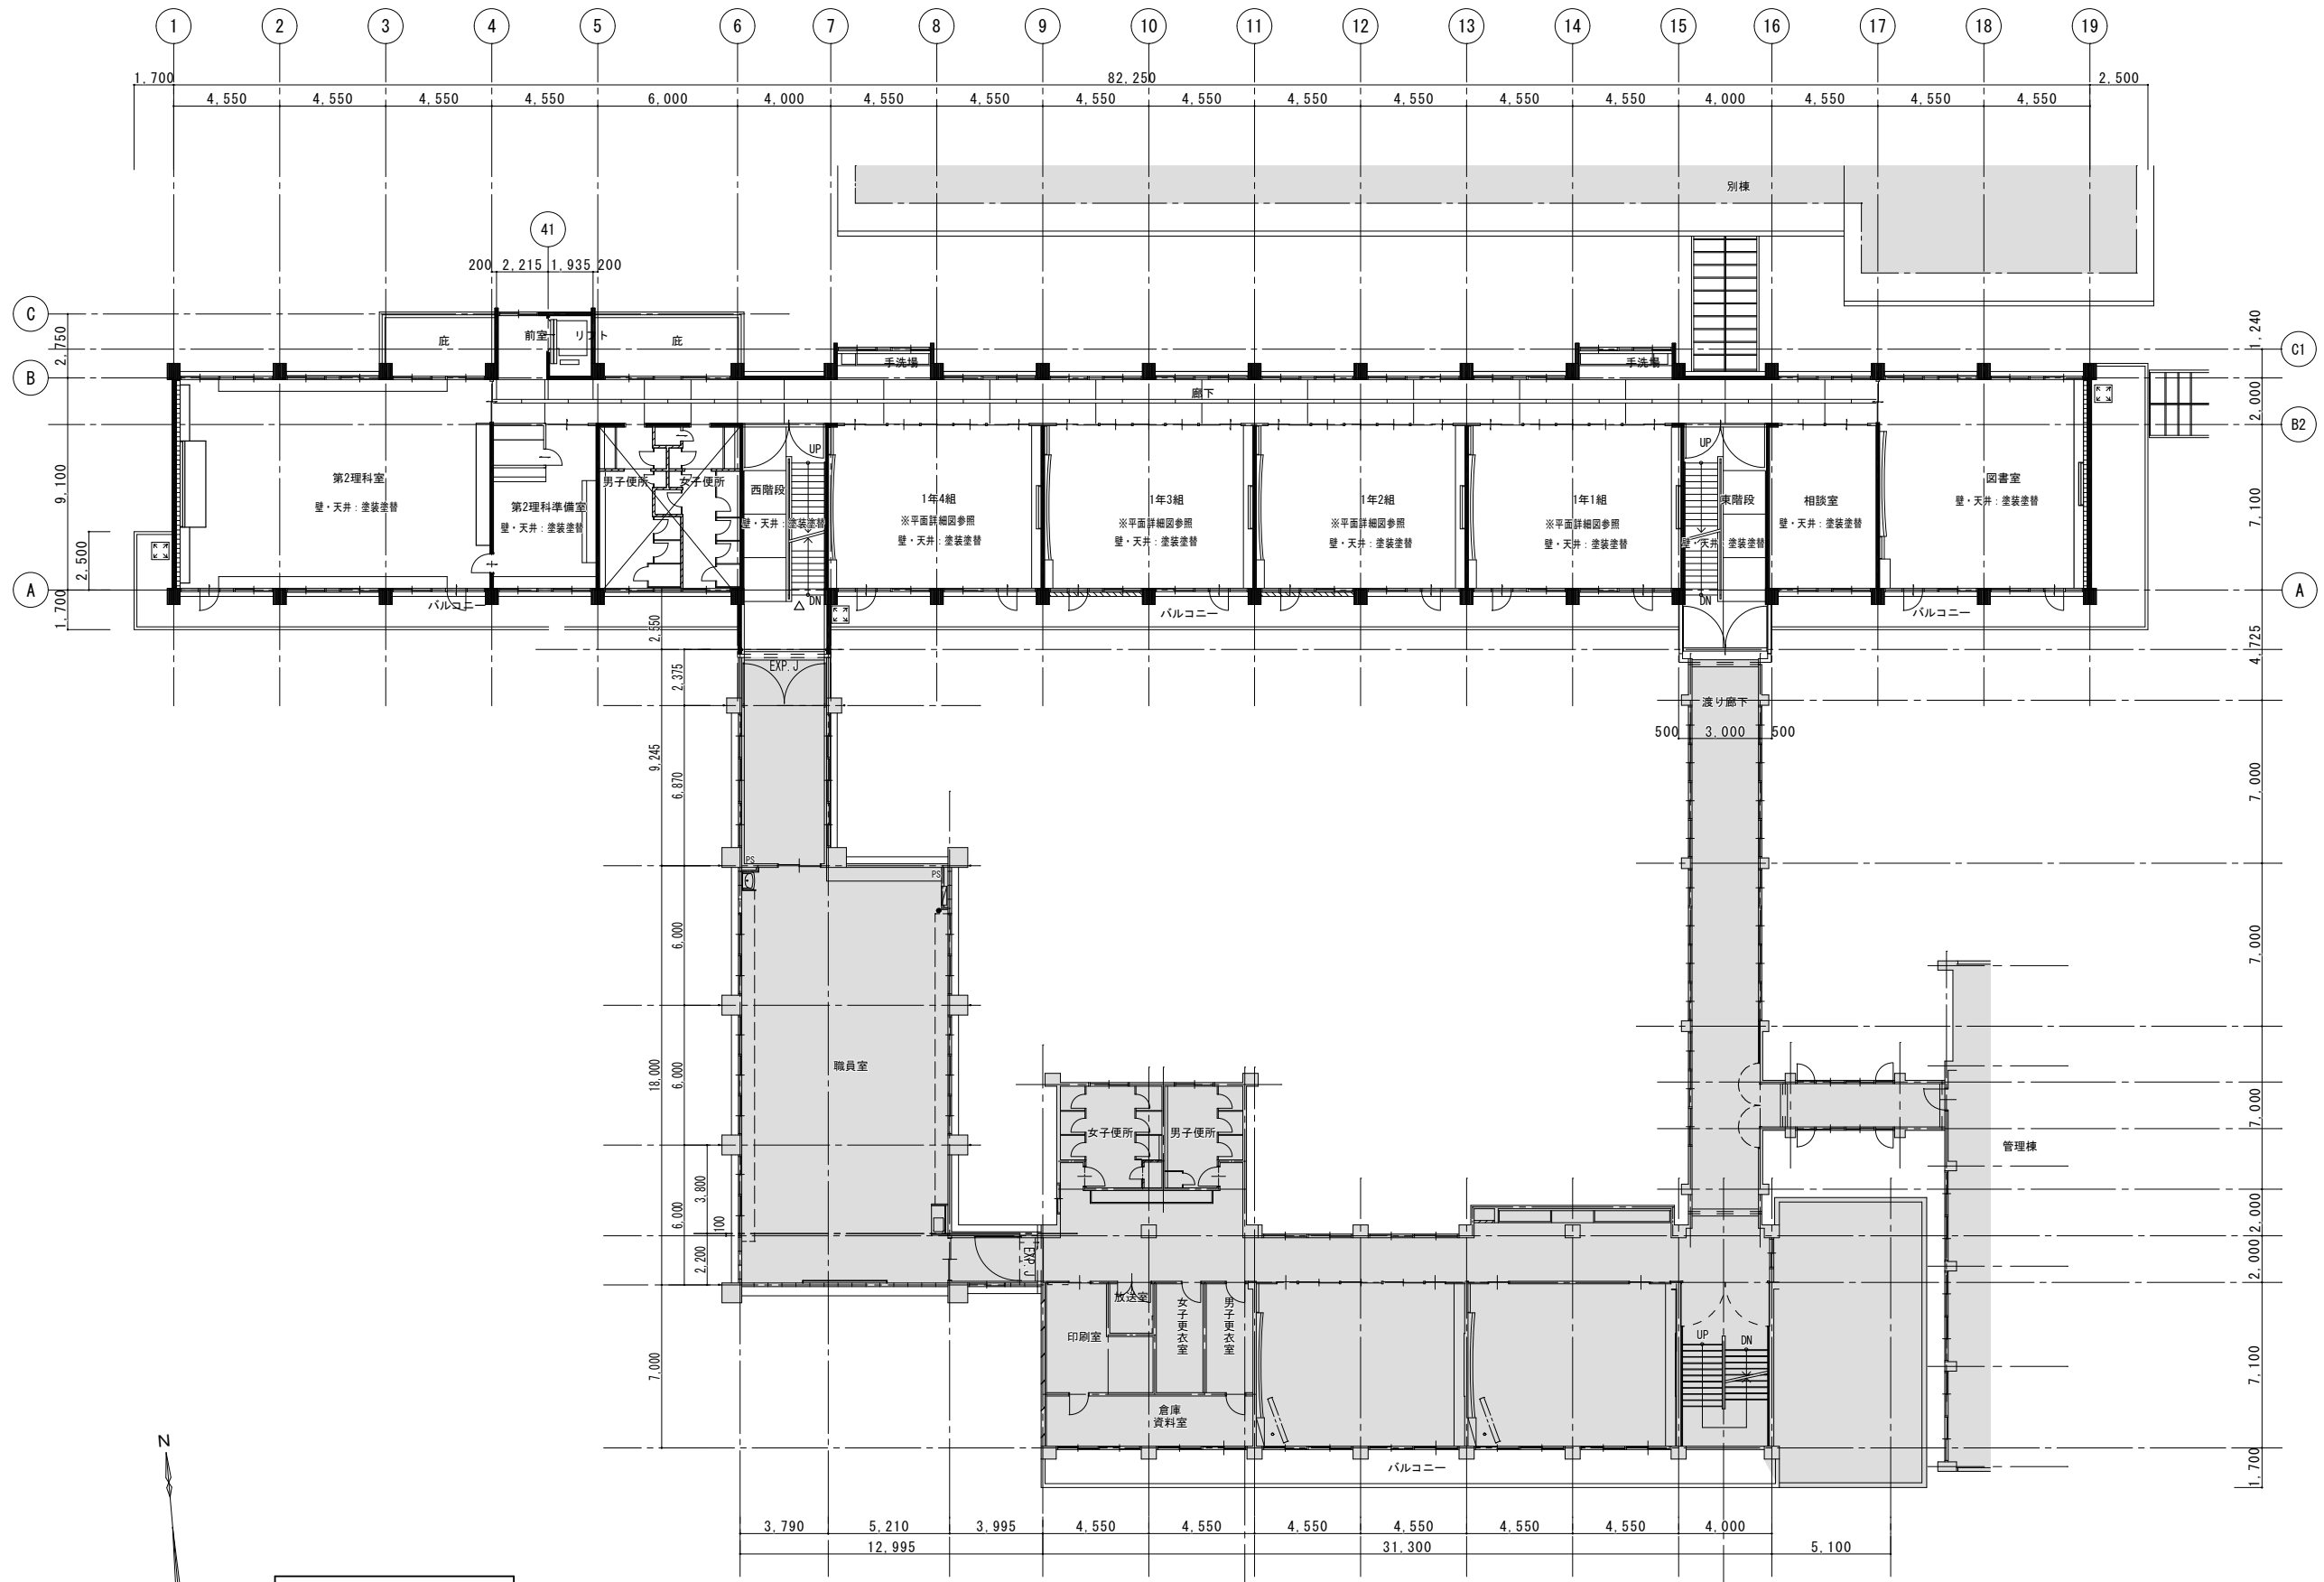 1 2 3 4 5 6 7 8 9 10 11 12 13 14 15 16 17 18 19
1,700 82,250 2,500
4,550 4,550 4,550 4,550 6,000 4,000 4,550 4,550 4,550 4,550 4,550 4,550 4,550 4,550 4,000 4,550 4,550 4,550
別棟
41
200 2,215 1,935 200
C
2,750
庇
前室
リフト
庇
1,240
C1
手洗場
手洗場
B
廊下
2,000
B2
9,100
第2理科室
壁・天井：塗装塗替
第2理科準備室
壁・天井：塗装塗替
男子便所
女子便所
西階段
UP
壁・天井：塗装塗替
DN
1年4組
※平面詳細図参照
壁・天井：塗装塗替
1年3組
※平面詳細図参照
壁・天井：塗装塗替
1年2組
※平面詳細図参照
壁・天井：塗装塗替
1年1組
※平面詳細図参照
壁・天井：塗装塗替
UP
東階段
壁・天井：塗装塗替
DN
相談室
壁・天井：塗装塗替
図書室
壁・天井：塗装塗替
7,100
2,500
A
A
1,700
バルコニー
バルコニー
バルコニー
2,550
EXP.J
4,725
2,375
渡り廊下
500 3,000 500
9,245
6,870
7,000
PS
PS
6,000
7,000
職員室
18,000
6,000
女子便所
男子便所
7,000
管理棟
3,800
6,000
100
2,200
2,000
EXP.J
2,000
放送室
印刷室
女子更衣室
男子更衣室
UP
DN
7,000
7,100
倉庫
資料室
バルコニー
1,700
N
3,790 5,210 3,995 4,550 4,550 4,550 4,550 4,550 4,550 4,000
12,995 31,300 5,100